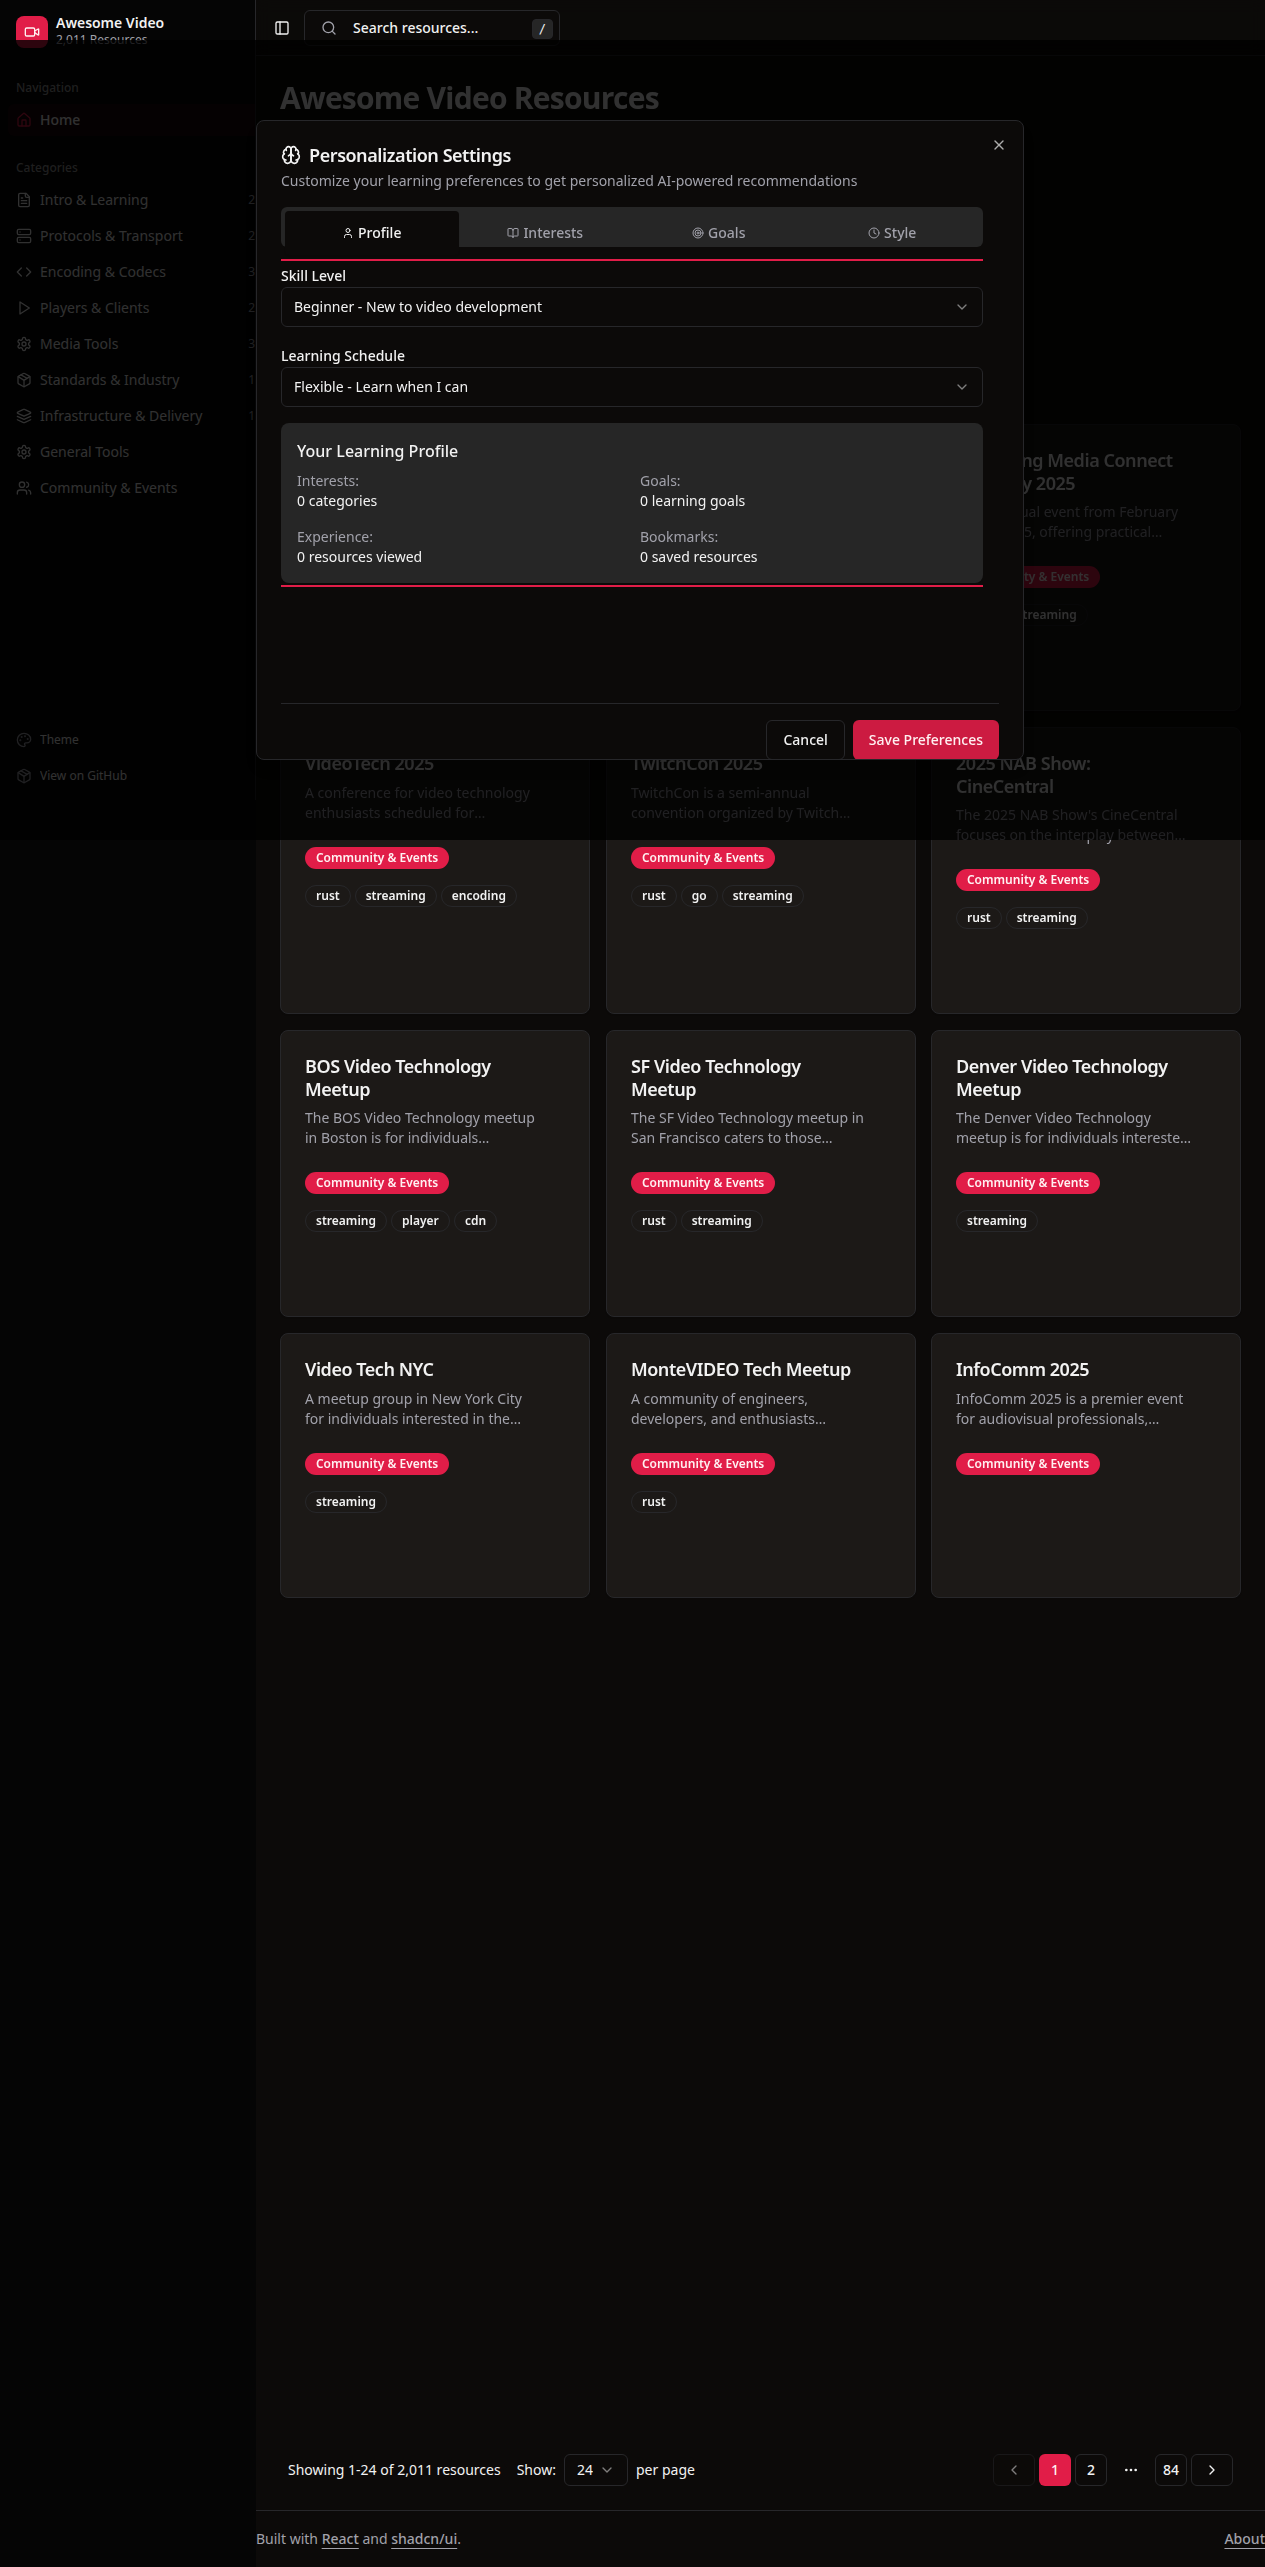 Awesome Video
2,011 Resources
Search resources...
/
Navigation
Home
Categories
Intro & Learning
2
Protocols & Transport
2
Encoding & Codecs
3
Players & Clients
2
Media Tools
3
Standards & Industry
1
Infrastructure & Delivery
1
General Tools
Community & Events
Theme
View on GitHub
Awesome Video Resources
Personalization Settings
Customize your learning preferences to get personalized AI-powered recommendations
Profile
Interests
Goals
Style
Skill Level
Beginner - New to video development
Learning Schedule
Flexible - Learn when I can
Your Learning Profile
Interests:
0 categories
Goals:
0 learning goals
Experience:
0 resources viewed
Bookmarks:
0 saved resources
Cancel
Save Preferences
ng Media Connect
y 2025
ual event from February
5, offering practical...
ty & Events
treaming
VideoTech 2025
A conference for video technology
enthusiasts scheduled for...
Community & Events
rust streaming encoding
TwitchCon 2025
TwitchCon is a semi-annual
convention organized by Twitch...
Community & Events
rust go streaming
2025 NAB Show:
CineCentral
The 2025 NAB Show's CineCentral
focuses on the interplay between...
Community & Events
rust streaming
BOS Video Technology
Meetup
The BOS Video Technology meetup
in Boston is for individuals...
Community & Events
streaming player cdn
SF Video Technology
Meetup
The SF Video Technology meetup in
San Francisco caters to those...
Community & Events
rust streaming
Denver Video Technology
Meetup
The Denver Video Technology
meetup is for individuals intereste...
Community & Events
streaming
Video Tech NYC
A meetup group in New York City
for individuals interested in the...
Community & Events
streaming
MonteVIDEO Tech Meetup
A community of engineers,
developers, and enthusiasts...
Community & Events
rust
InfoComm 2025
InfoComm 2025 is a premier event
for audiovisual professionals,...
Community & Events
Showing 1-24 of 2,011 resources
Show: 24 per page
1 2 ... 84
Built with React and shadcn/ui.
About